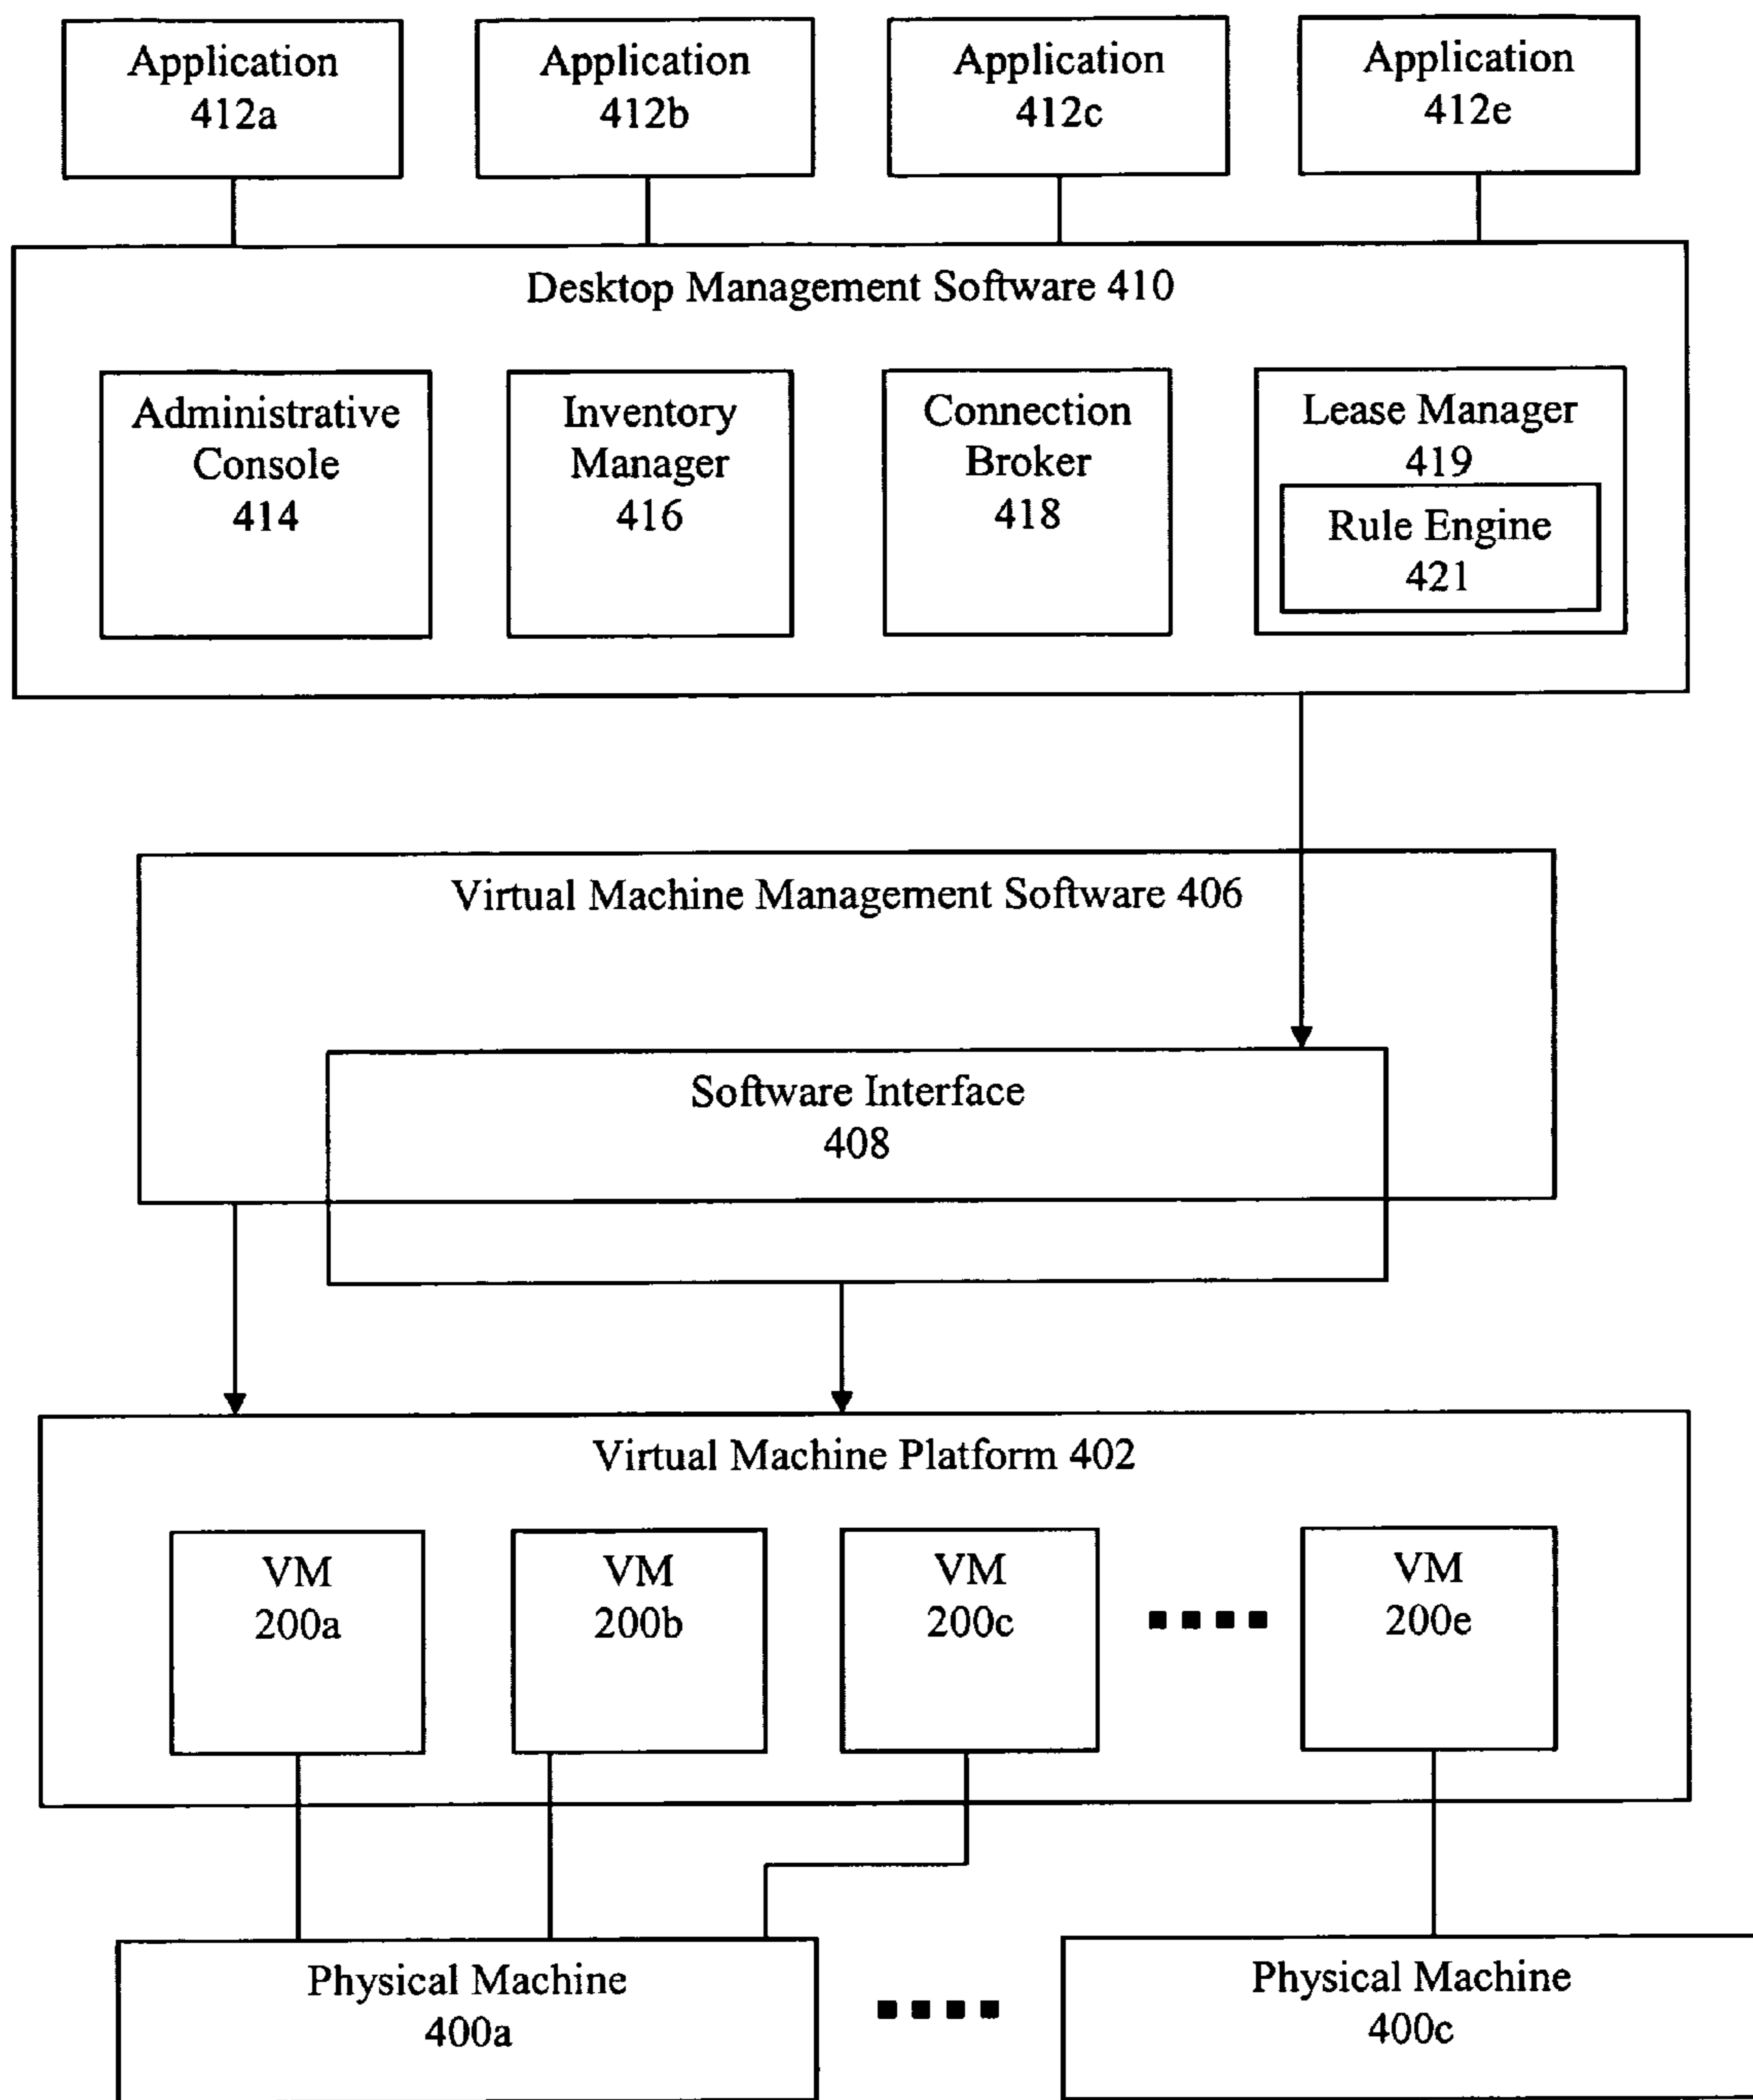 Application
412a
Application
412b
Application
412c
Application
412e
Desktop Management Software 410
Administrative
Console
414
Inventory
Manager
416
Connection
Broker
418
Lease Manager
419
Rule Engine
421
Virtual Machine Management Software 406
Software Interface
408
Virtual Machine Platform 402
VM
200a
VM
200b
VM
200c
VM
200e
Physical Machine
400a
Physical Machine
400c